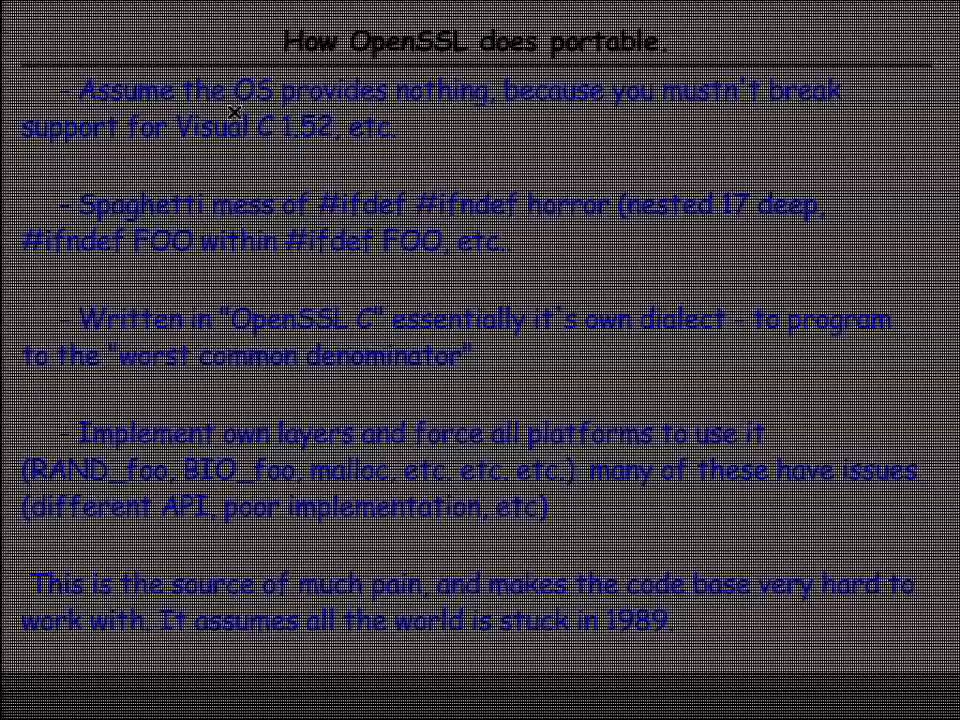 How OpenSSL does portable.
- Assume the OS provides nothing, because you mustn't break
support for Visual C 1.52, etc.
- Spaghetti mess of #ifdef #ifndef horror (nested 17 deep,
#ifndef FOO within #ifdef FOO, etc.
- Written in "OpenSSL C" essentially it's own dialect - to program
to the "worst common denominator"
- Implement own layers and force all platforms to use it
(RAND_foo, BIO_foo, malloc, etc. etc. etc.) many of these have issues
(different API, poor implementation, etc)
This is the source of much pain, and makes the code base very hard to
work with. It assumes all the world is stuck in 1989.